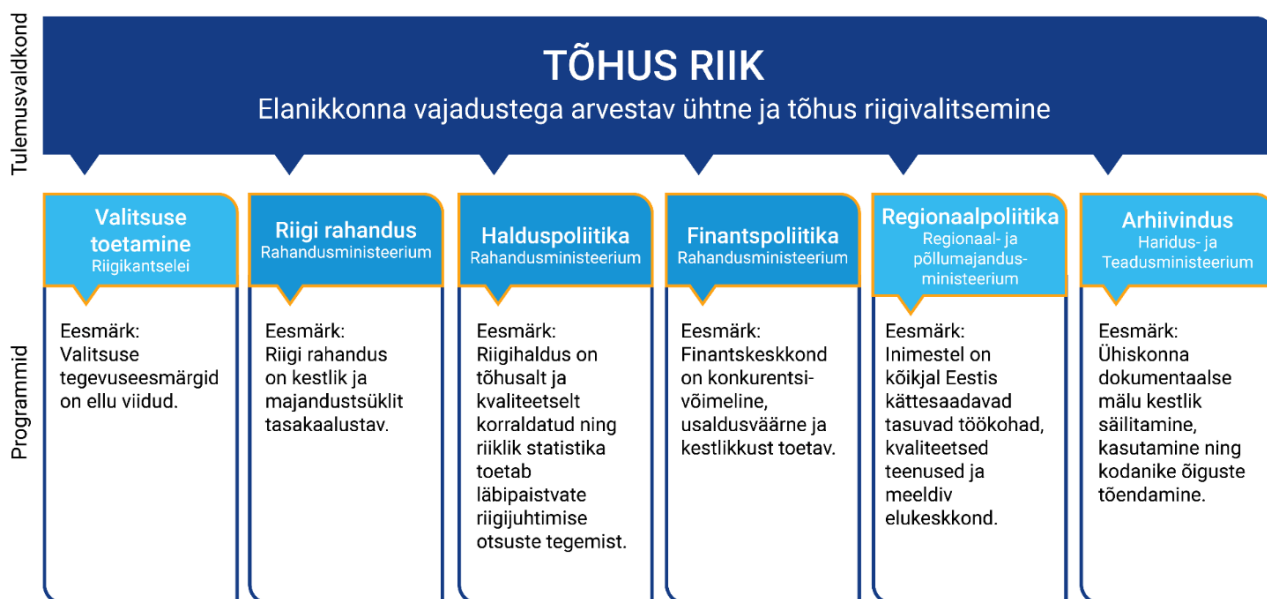 Tulemusvaldkond
TÕHUS RIIK
Elanikkonna vajadustega arvestav ühtne ja tõhus riigivalitsemine
Programmid
Valitsuse
toetamine
Riigikantselei
Eesmärk:
Valitsuse
tegevuseesmärgid
on ellu viidud.
Riigi rahandus
Rahandusministeerium
Eesmärk:
Riigi rahandus
on kestlik ja
majandustsüklit
tasakaalustav.
Halduspoliitika
Rahandusministeerium
Eesmärk:
Riigihaldus on
tõhusalt ja
kvaliteetselt
korraldatud ning
riiklik statistika
toetab
läbipaistvate
riigijuhtimise
otsuste tegemist.
Finantspoliitika
Rahandusministeerium
Eesmärk:
Finantskeskkond
on konkurentsi-
võimeline,
usaldusväärne ja
kestlikkust toetav.
Regionaalpoliitika
Regionaal- ja
põllumajandus-
ministeerium
Eesmärk:
Inimestel on
kõikjal Eestis
kättesaadavad
tasuvad töökohad,
kvaliteetsed
teenused ja
meeldiv
elukeskkond.
Arhiivindus
Haridus- ja
Teadusministeerium
Eesmärk:
Ühiskonna
dokumentaalse
mälu kestlik
säilitamine,
kasutamine ning
kodanike õiguste
tõendamine.